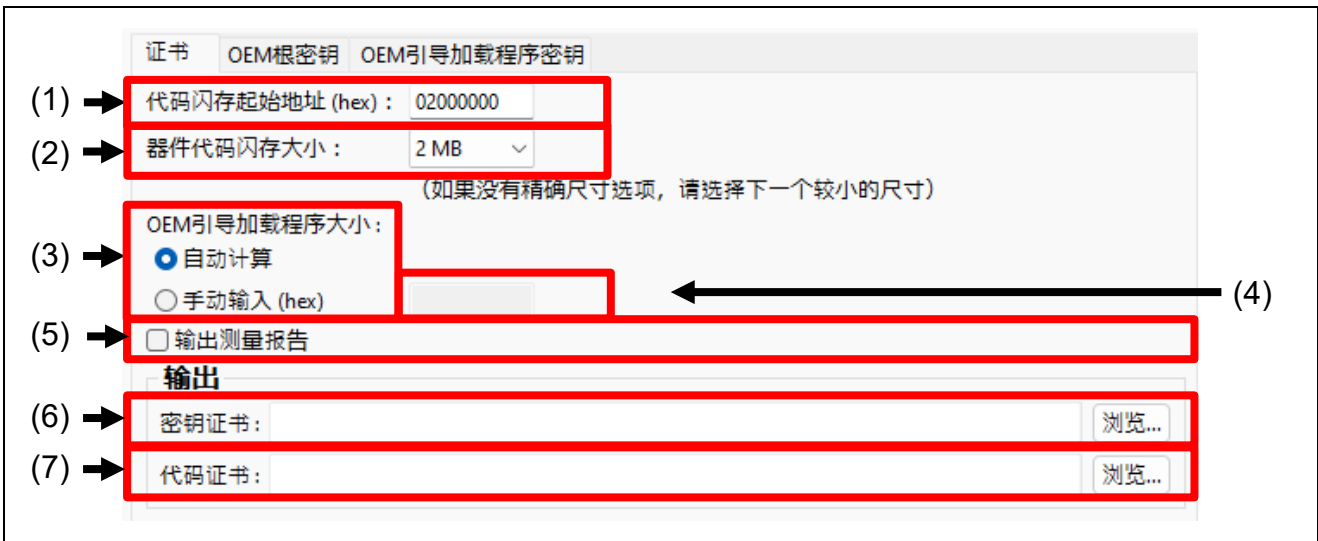 证书 OEM根密钥 OEM引导加载程序密钥
(1) 代码闪存起始地址 (hex)： 02000000
(2) 器件代码闪存大小： 2 MB
（如果没有精确尺寸选项，请选择下一个较小的尺寸）
OEM引导加载程序大小：
(3) 自动计算
手动输入 (hex) (4)
(5) 输出测量报告
输出
(6) 密钥证书： 浏览...
(7) 代码证书： 浏览...